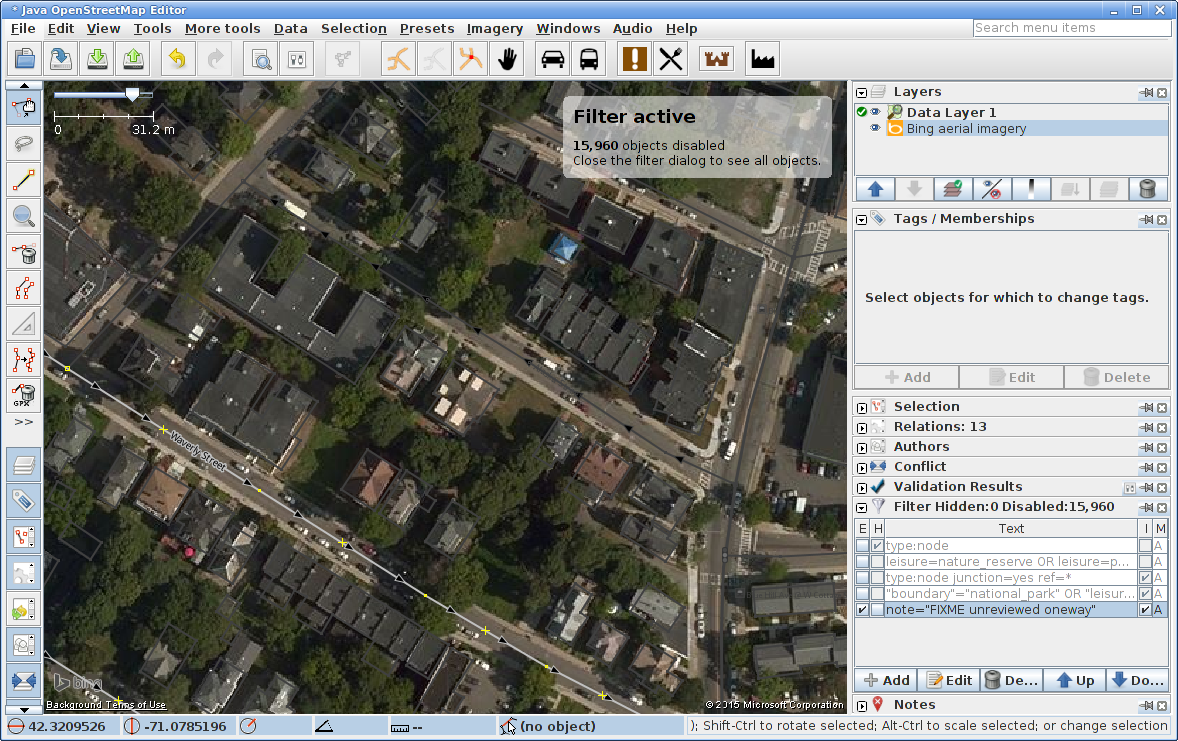 * Java OpenStreetMap Editor
File Edit View Tools Selection More tools Data Selection Presets Imagery Windows Audio Help
Search menu items
0 31.2 m
Filter active
15,960 objects disabled
Close the filter dialog to see all objects.
Waverly Street
GPX
>>
bing
Background Terms of Use
© 2015 Microsoft Corporation
Layers
Data Layer 1
Bing aerial imagery
Tags / Memberships
Select objects for which to change tags.
Add Edit Delete
Selection
Relations: 13
Authors
Conflict
Validation Results
Filter Hidden:0 Disabled:15,960
E H Text I M
type:node A
leisure=nature_reserve OR leisure=p... A
type:node junction=yes ref=* A
"boundary"="national_park" OR "leisur... A
note="FIXME unreviewed oneway" A
Add Edit De... Up Do...
Notes
42.3209526 -71.0785196 -- (no object) ); Shift-Ctrl to rotate selected; Alt-Ctrl to scale selected; or change selection